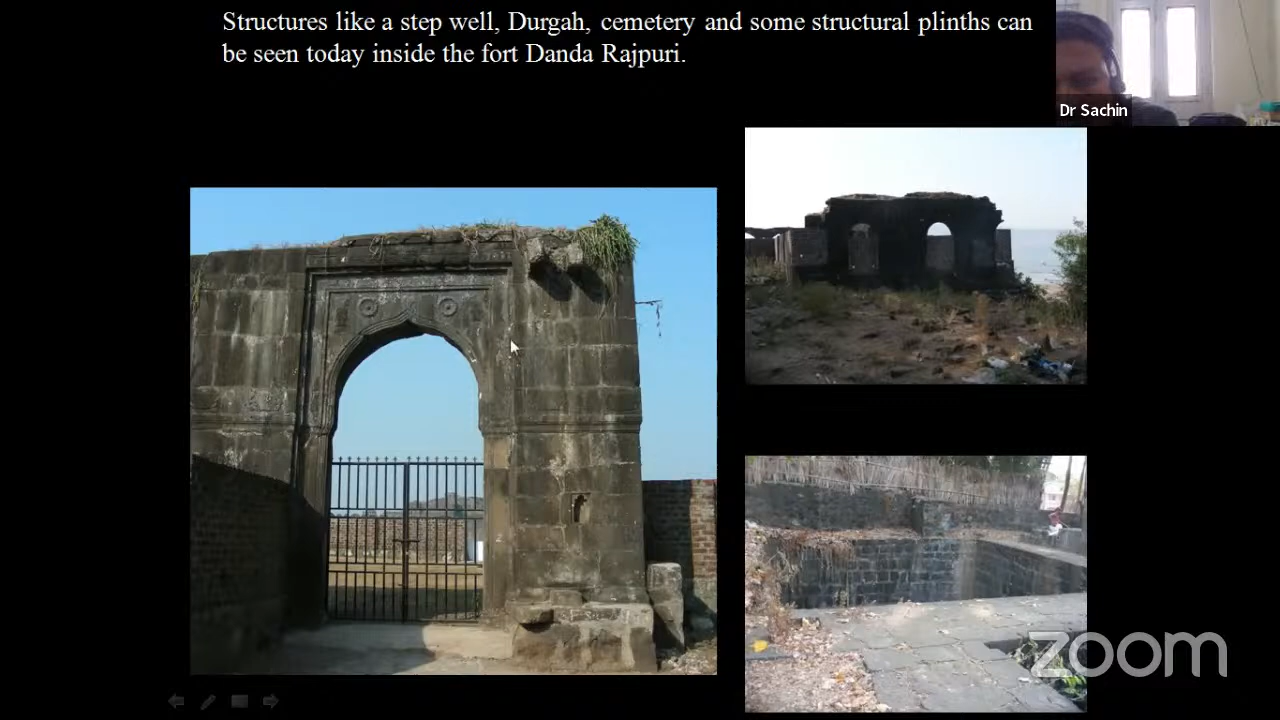 Structures like a step well, Durgah, cemetery and some structural plinths can
be seen today inside the fort Danda Rajpuri.
Dr Sachin
zoom